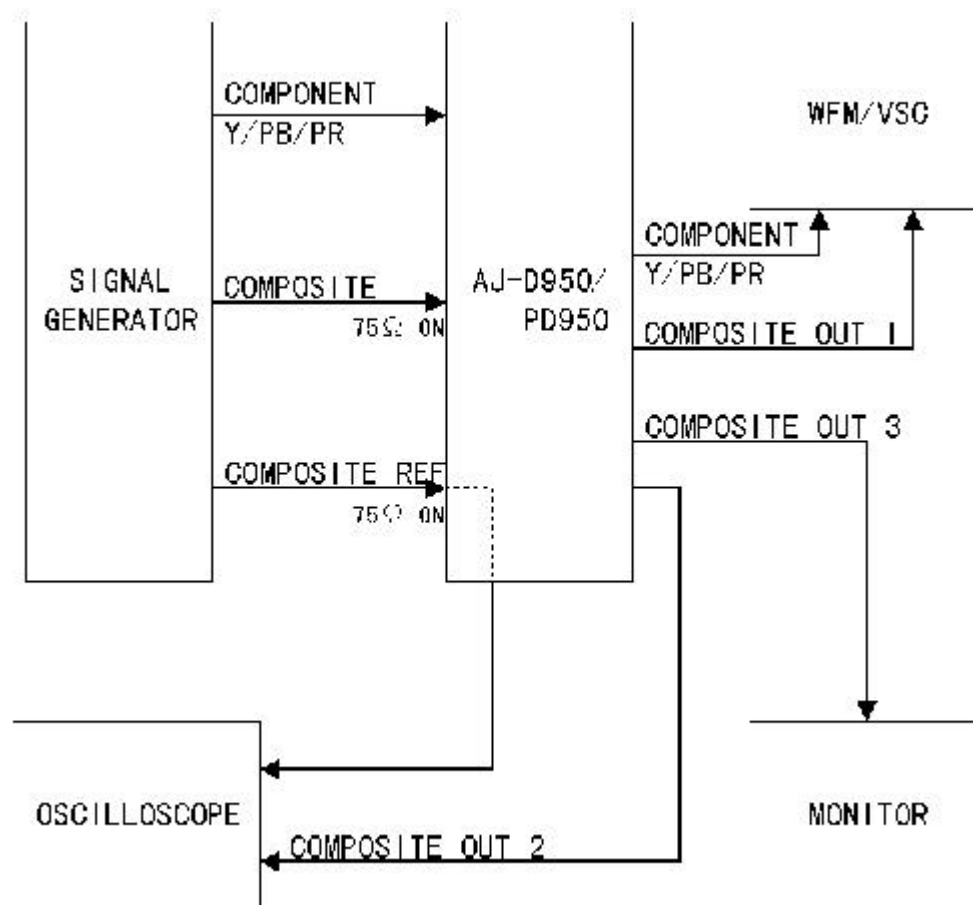 COMPONENT
Y/PB/PR
WFM/VSC
COMPONENT
Y/PB/PR
SIGNAL
GENERATOR
COMPOSITE
75Ω ON
AJ-D950/
PD950
COMPOSITE OUT 1
COMPOSITE OUT 3
COMPOSITE REF
75Ω ON
OSCILLOSCOPE
COMPOSITE OUT 2
MONITOR